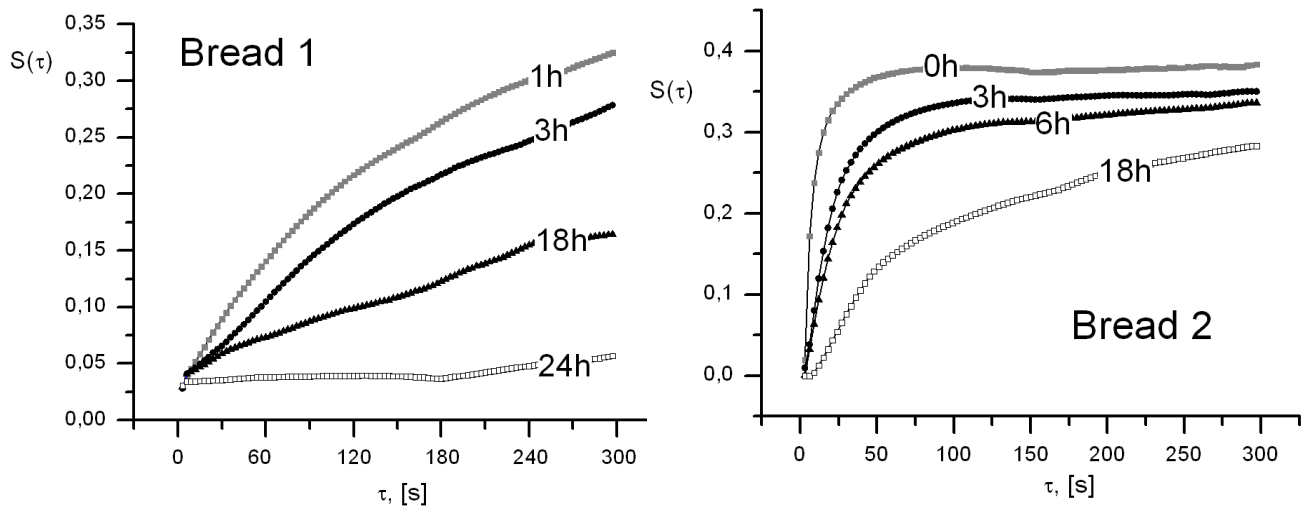 0,35
S(τ)
Bread 1
0,30
1h
0,25
3h
0,20
0,15
18h
0,10
0,05
24h
0,00
0 60 120 180 240 300
τ, [s]
0,4
0h
S(τ)
3h
0,3
6h
18h
0,2
0,1
Bread 2
0,0
0 50 100 150 200 250 300
τ, [s]